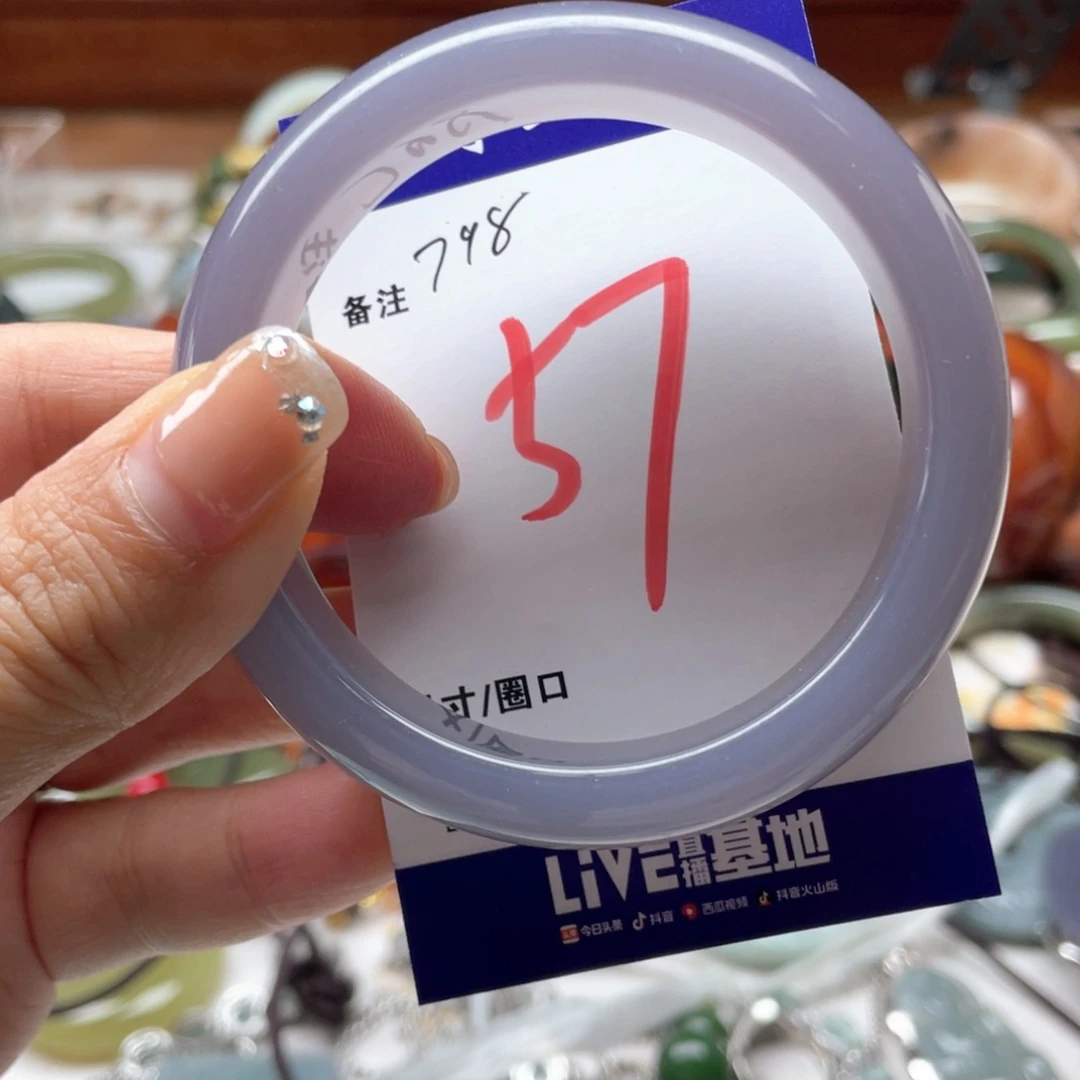 备注 798
57
寸/圈口
LiVE直播基地
今日头条 抖音 西瓜视频 抖音火山版